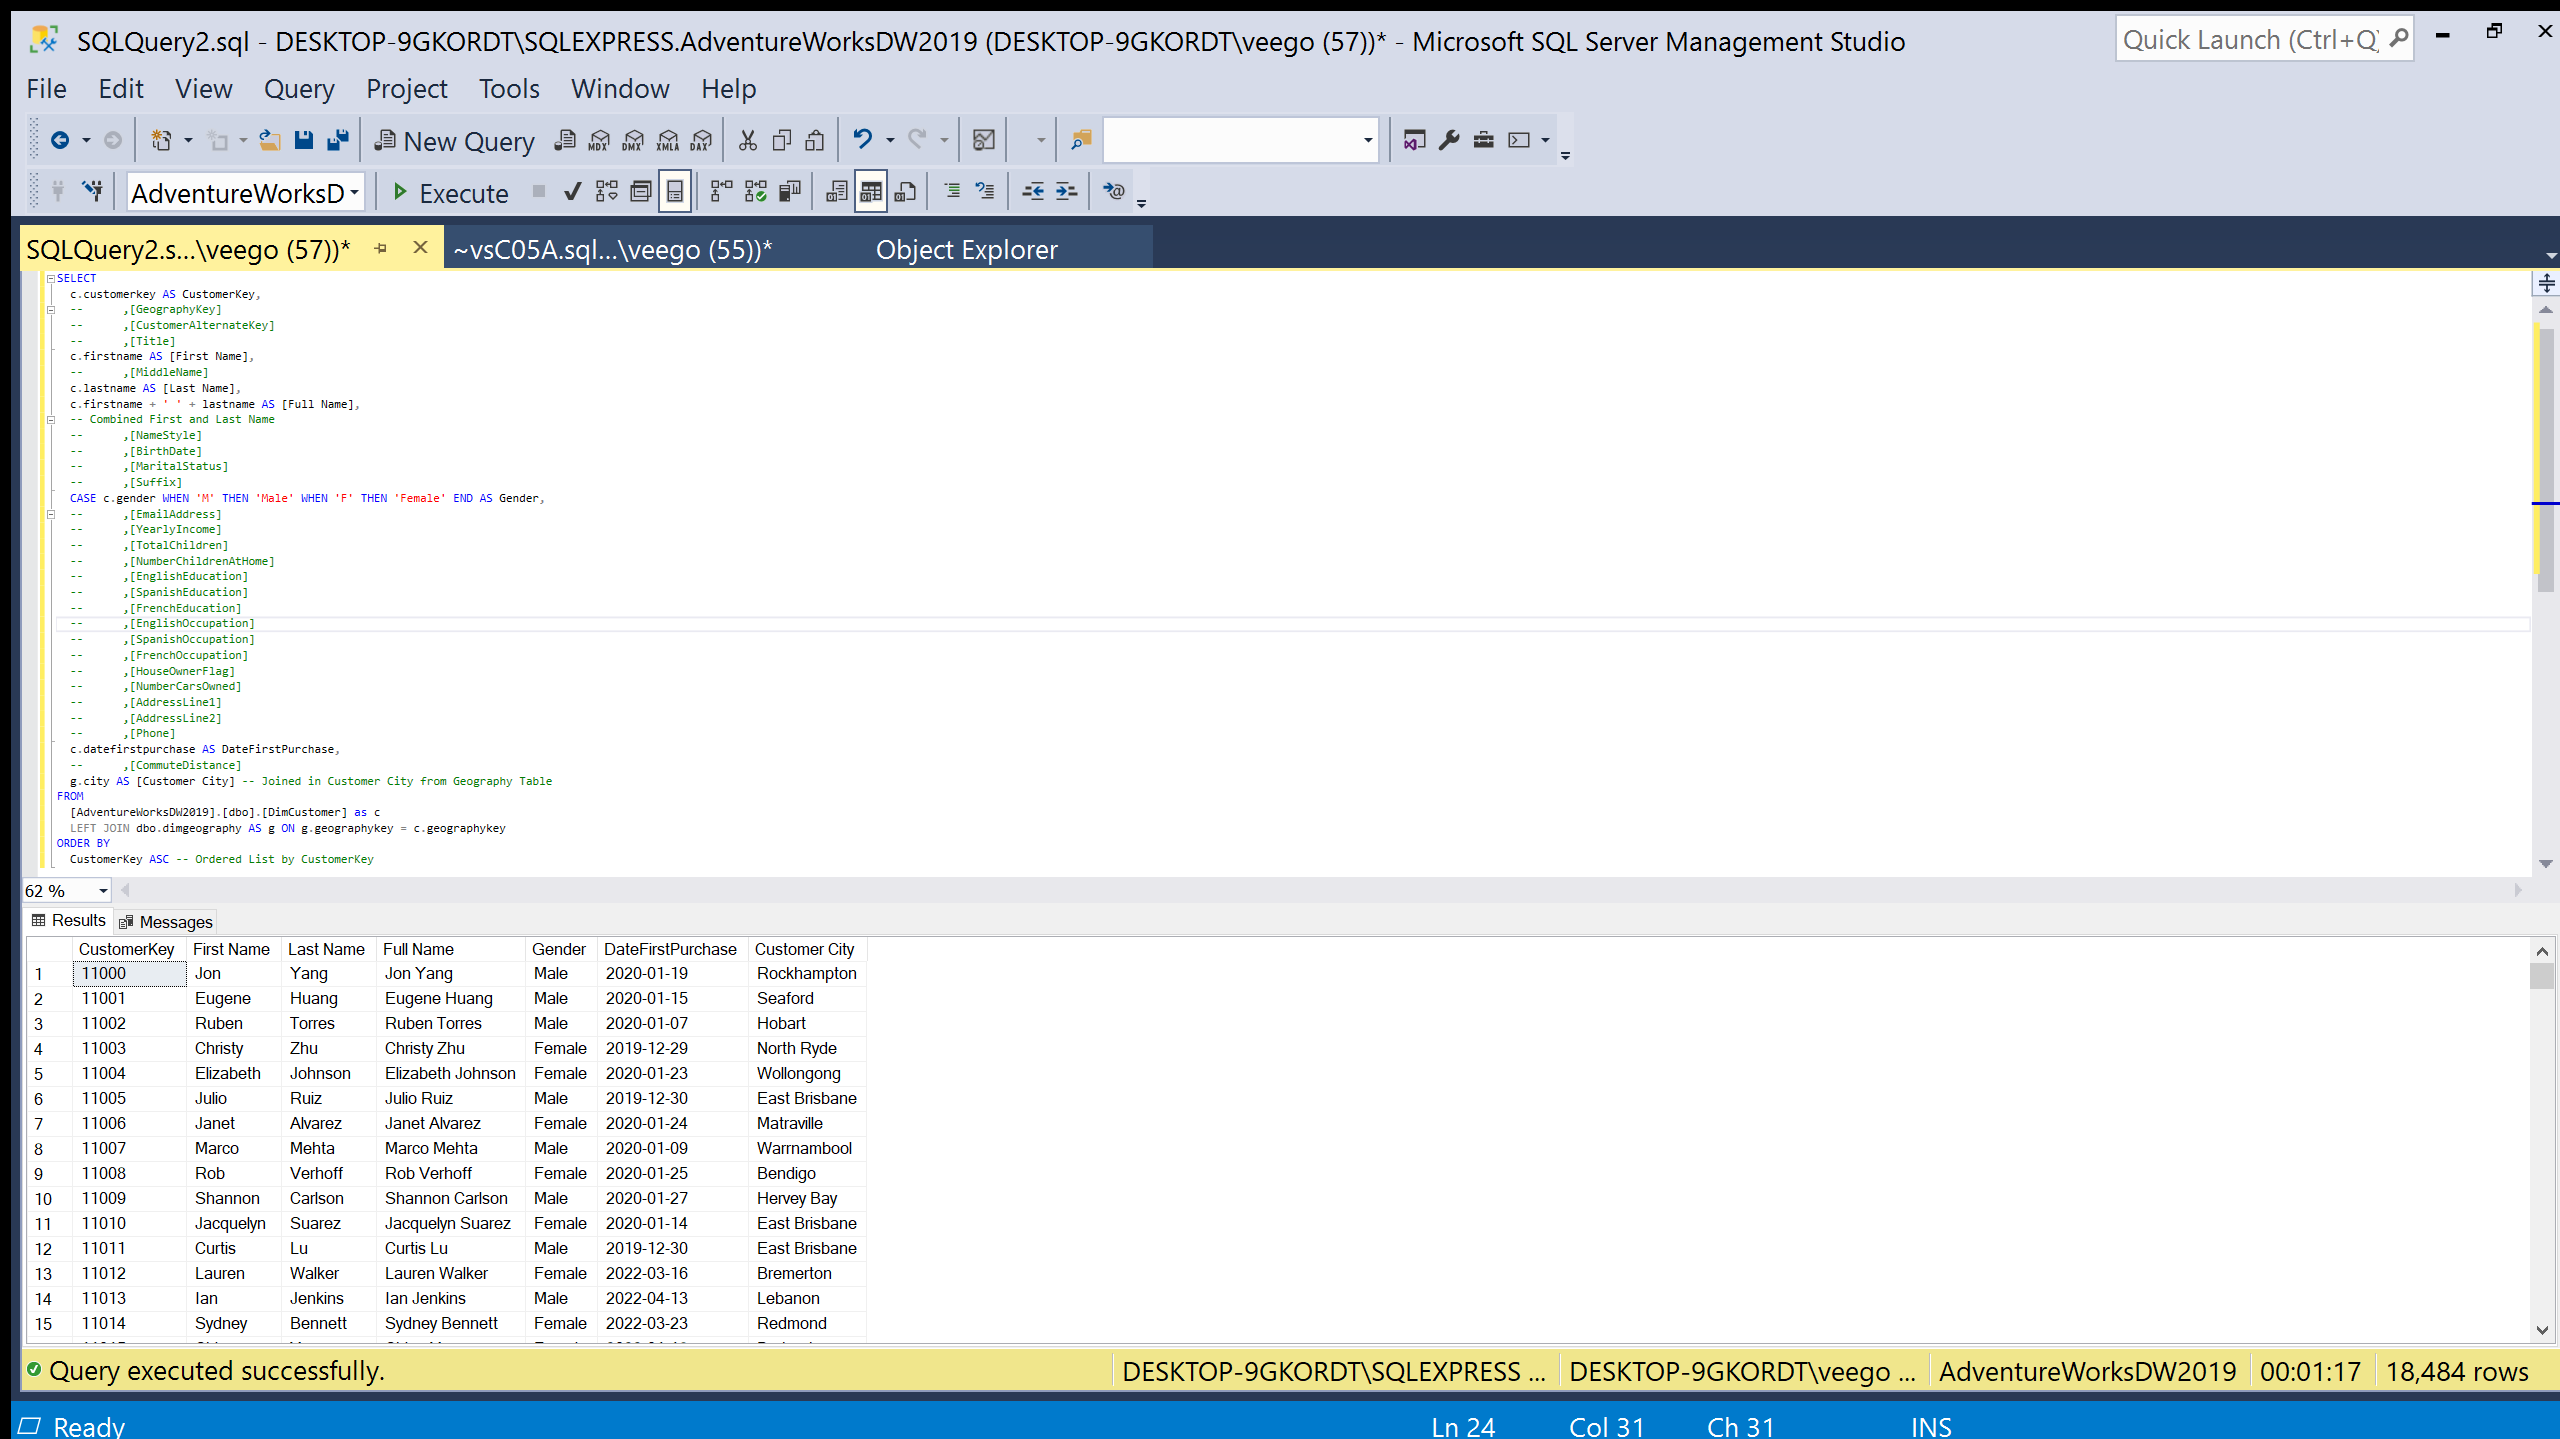 SQLQuery2.sql - DESKTOP-9GKORDT\SQLEXPRESS.AdventureWorksDW2019 (DESKTOP-9GKORDT\veego (57))* - Microsoft SQL Server Management Studio
Quick Launch (Ctrl+Q)
File Edit View Query Project Tools Window Help
New Query MDX DMX XMLA DAX
AdventureWorksD Execute
SQLQuery2.s...\veego (57))* ~vsC05A.sql...\veego (55))* Object Explorer
SELECT
c.customerkey AS CustomerKey,
-- ,[GeographyKey]
-- ,[CustomerAlternateKey]
-- ,[Title]
c.firstname AS [First Name],
-- ,[MiddleName]
c.lastname AS [Last Name],
c.firstname + ' ' + lastname AS [Full Name],
-- Combined First and Last Name
-- ,[NameStyle]
-- ,[BirthDate]
-- ,[MaritalStatus]
-- ,[Suffix]
CASE c.gender WHEN 'M' THEN 'Male' WHEN 'F' THEN 'Female' END AS Gender,
-- ,[EmailAddress]
-- ,[YearlyIncome]
-- ,[TotalChildren]
-- ,[NumberChildrenAtHome]
-- ,[EnglishEducation]
-- ,[SpanishEducation]
-- ,[FrenchEducation]
-- ,[EnglishOccupation]
-- ,[SpanishOccupation]
-- ,[FrenchOccupation]
-- ,[HouseOwnerFlag]
-- ,[NumberCarsOwned]
-- ,[AddressLine1]
-- ,[AddressLine2]
-- ,[Phone]
c.datefirstpurchase AS DateFirstPurchase,
-- ,[CommuteDistance]
g.city AS [Customer City] -- Joined in Customer City from Geography Table
FROM
[AdventureWorksDW2019].[dbo].[DimCustomer] as c
LEFT JOIN dbo.dimgeography AS g ON g.geographykey = c.geographykey
ORDER BY
CustomerKey ASC -- Ordered List by CustomerKey
62 %
Results Messages
CustomerKey First Name Last Name Full Name Gender DateFirstPurchase Customer City
1 11000 Jon Yang Jon Yang Male 2020-01-19 Rockhampton
2 11001 Eugene Huang Eugene Huang Male 2020-01-15 Seaford
3 11002 Ruben Torres Ruben Torres Male 2020-01-07 Hobart
4 11003 Christy Zhu Christy Zhu Female 2019-12-29 North Ryde
5 11004 Elizabeth Johnson Elizabeth Johnson Female 2020-01-23 Wollongong
6 11005 Julio Ruiz Julio Ruiz Male 2019-12-30 East Brisbane
7 11006 Janet Alvarez Janet Alvarez Female 2020-01-24 Matraville
8 11007 Marco Mehta Marco Mehta Male 2020-01-09 Warrnambool
9 11008 Rob Verhoff Rob Verhoff Female 2020-01-25 Bendigo
10 11009 Shannon Carlson Shannon Carlson Male 2020-01-27 Hervey Bay
11 11010 Jacquelyn Suarez Jacquelyn Suarez Female 2020-01-14 East Brisbane
12 11011 Curtis Lu Curtis Lu Male 2019-12-30 East Brisbane
13 11012 Lauren Walker Lauren Walker Female 2022-03-16 Bremerton
14 11013 Ian Jenkins Ian Jenkins Male 2022-04-13 Lebanon
15 11014 Sydney Bennett Sydney Bennett Female 2022-03-23 Redmond
Query executed successfully. DESKTOP-9GKORDT\SQLEXPRESS ... DESKTOP-9GKORDT\veego ... AdventureWorksDW2019 00:01:17 18,484 rows
Ready Ln 24 Col 31 Ch 31 INS